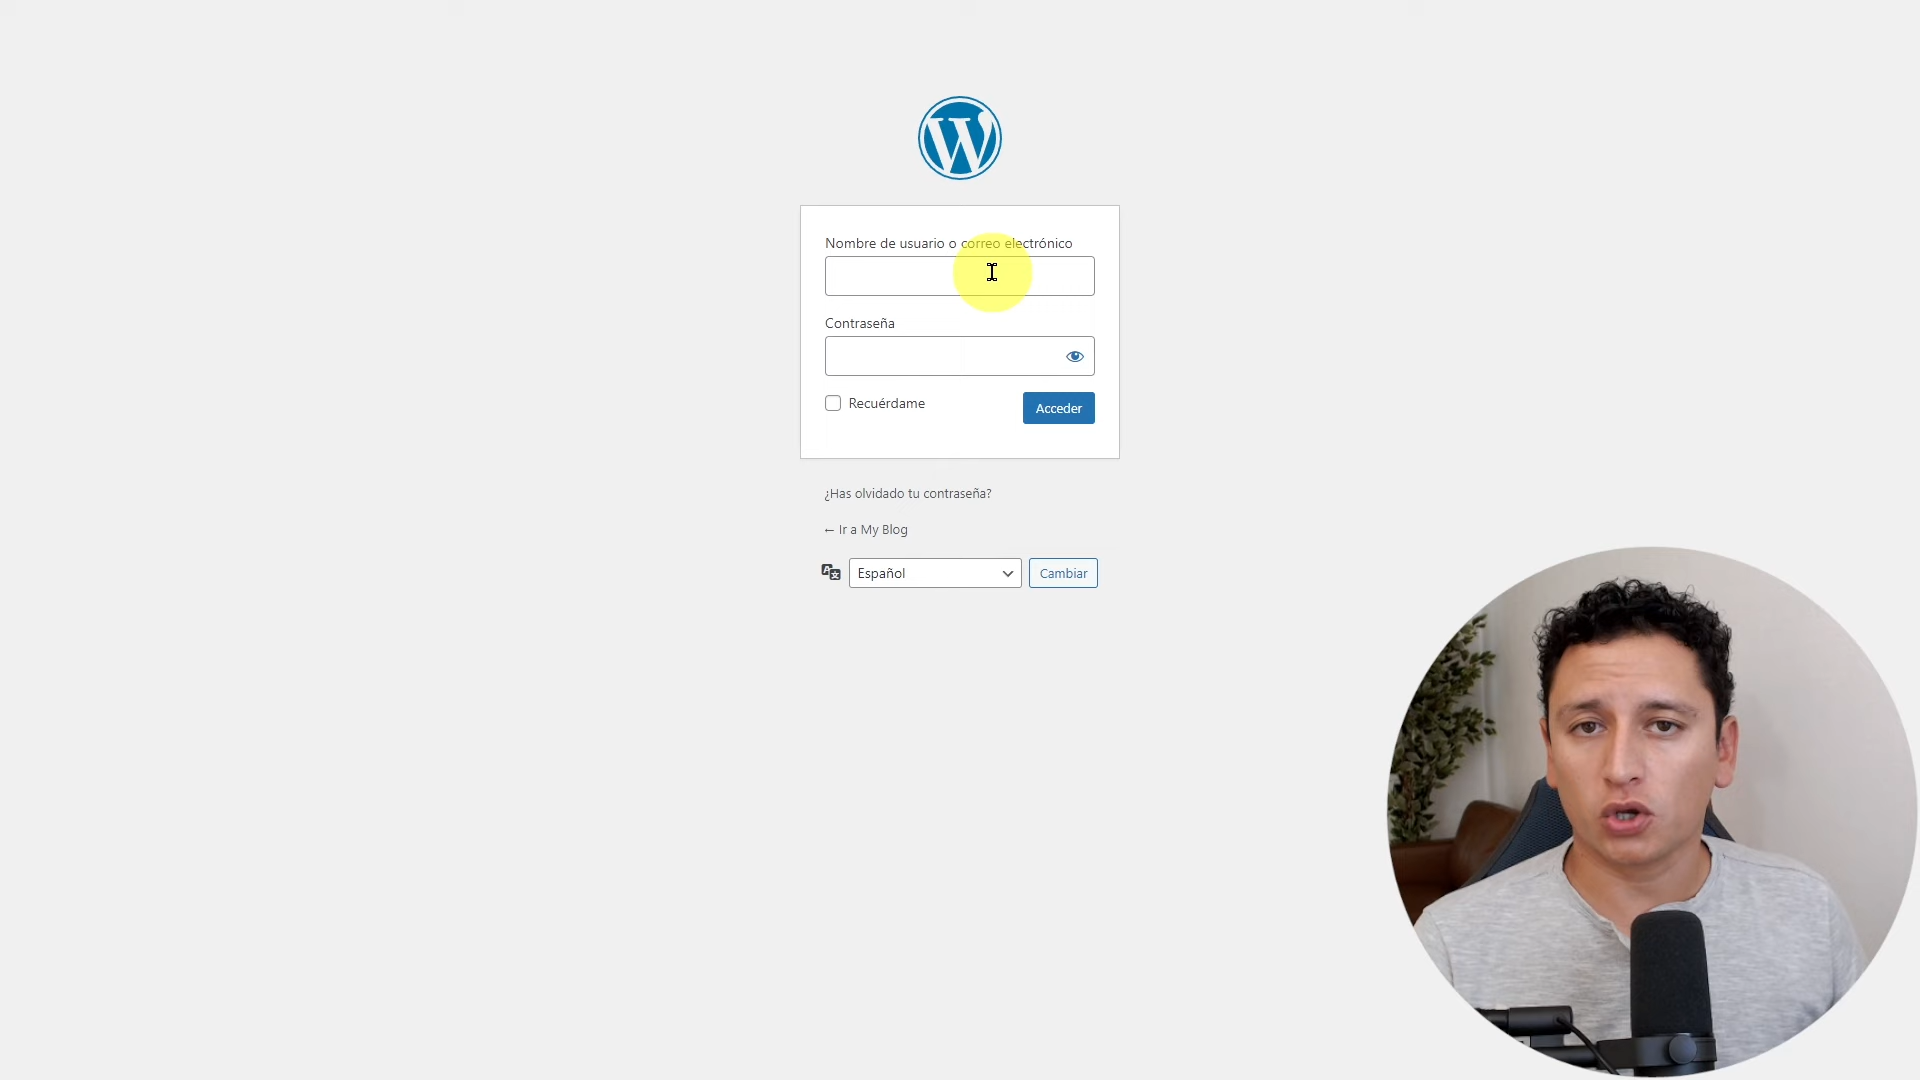 Nombre de usuario o correo electrónico
Contraseña
Recuérdame
Acceder
¿Has olvidado tu contraseña?
← Ir a My Blog
Español
Cambiar